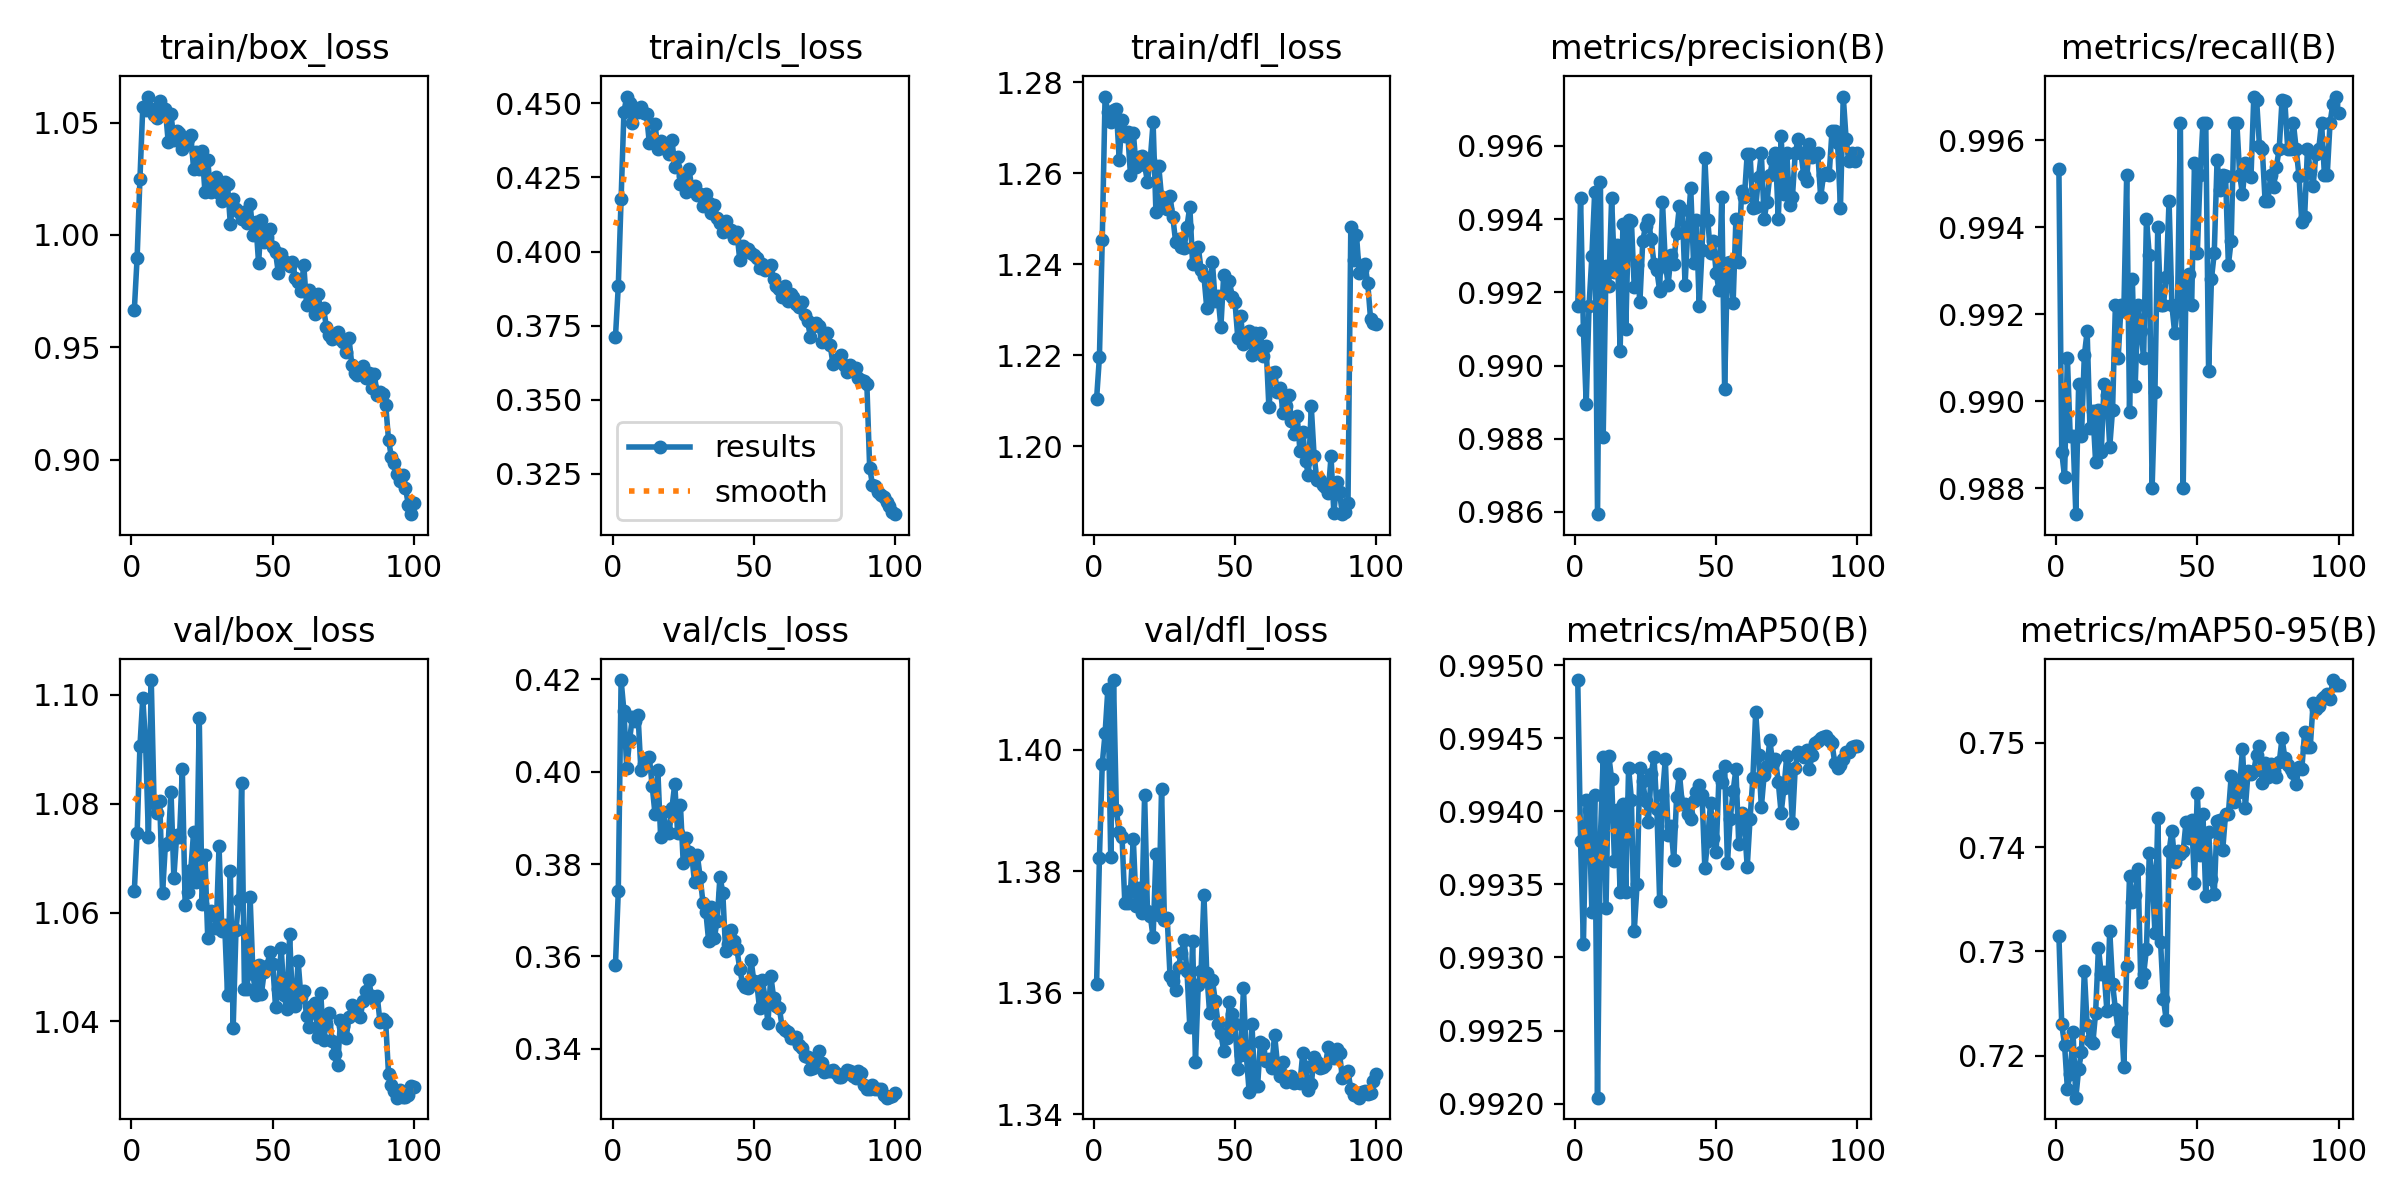 train/box_loss
train/cls_loss
train/dfl_loss
metrics/precision(B)
metrics/recall(B)
1.05
1.00
0.95
0.90
0 50 100
0.450
0.425
0.400
0.375
0.350
0.325
results
smooth
0 50 100
1.28
1.26
1.24
1.22
1.20
0 50 100
0.996
0.994
0.992
0.990
0.988
0.986
0 50 100
0.996
0.994
0.992
0.990
0.988
0 50 100
val/box_loss
val/cls_loss
val/dfl_loss
metrics/mAP50(B)
metrics/mAP50-95(B)
1.10
1.08
1.06
1.04
0 50 100
0.42
0.40
0.38
0.36
0.34
0 50 100
1.40
1.38
1.36
1.34
0 50 100
0.9950
0.9945
0.9940
0.9935
0.9930
0.9925
0.9920
0 50 100
0.75
0.74
0.73
0.72
0 50 100